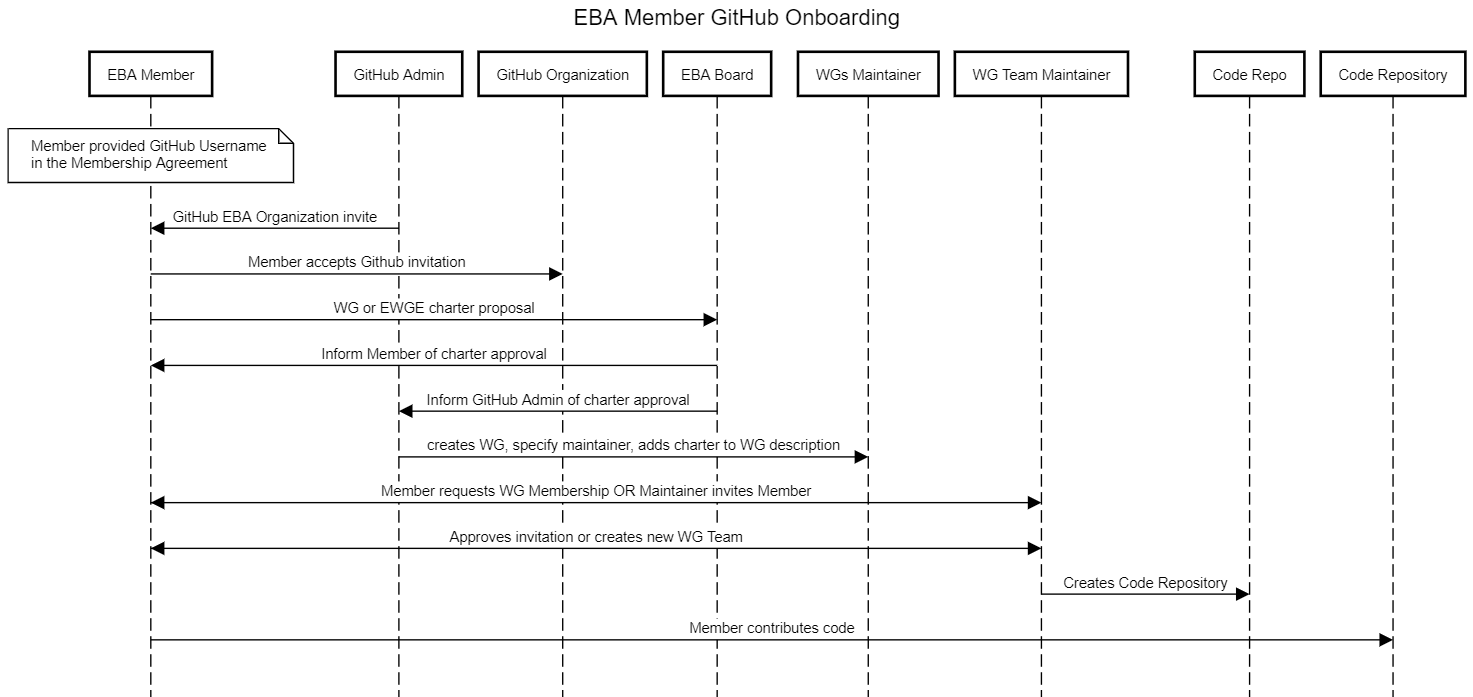 EBA Member GitHub Onboarding
EBA Member
GitHub Admin
GitHub Organization
EBA Board
WGs Maintainer
WG Team Maintainer
Code Repo
Code Repository
Member provided GitHub Username
in the Membership Agreement
GitHub EBA Organization invite
Member accepts Github invitation
WG or EWGE charter proposal
Inform Member of charter approval
Inform GitHub Admin of charter approval
creates WG, specify maintainer, adds charter to WG description
Member requests WG Membership OR Maintainer invites Member
Approves invitation or creates new WG Team
Creates Code Repository
Member contributes code